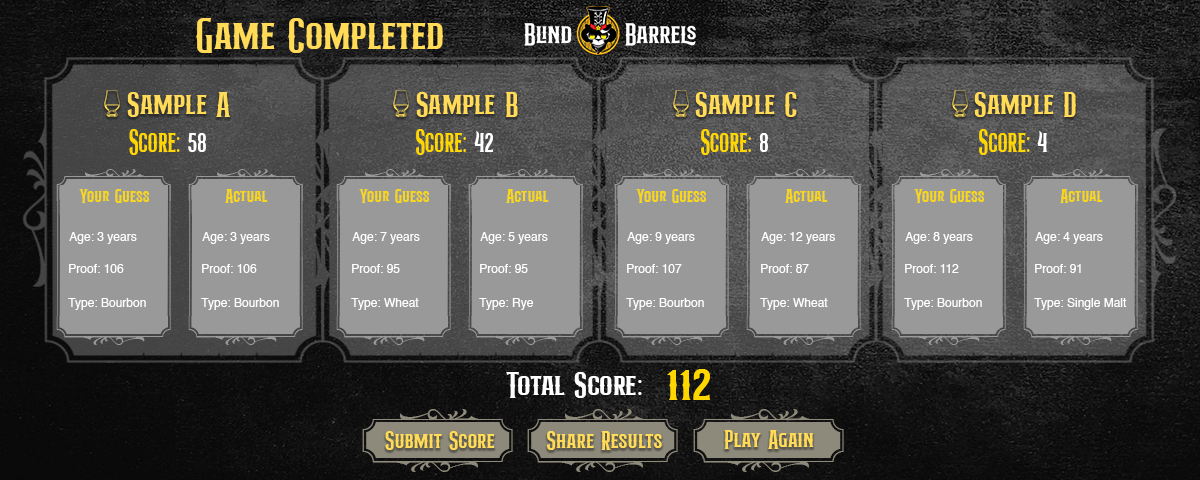 Game Completed
Blind Barrels
Sample A
Score: 58
Your Guess
Age: 3 years
Proof: 106
Type: Bourbon
Actual
Age: 3 years
Proof: 106
Type: Bourbon
Sample B
Score: 42
Your Guess
Age: 7 years
Proof: 95
Type: Wheat
Actual
Age: 5 years
Proof: 95
Type: Rye
Sample C
Score: 8
Your Guess
Age: 9 years
Proof: 107
Type: Bourbon
Actual
Age: 12 years
Proof: 87
Type: Wheat
Sample D
Score: 4
Your Guess
Age: 8 years
Proof: 112
Type: Bourbon
Actual
Age: 4 years
Proof: 91
Type: Single Malt
Total Score: 112
Submit Score
Share Results
Play Again